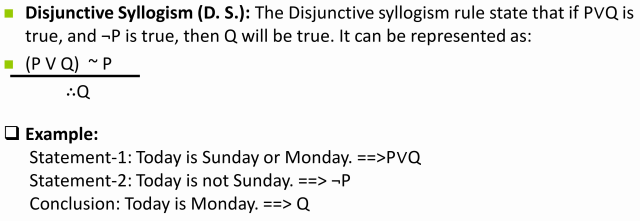 Disjunctive Syllogism (D. S.): The Disjunctive syllogism rule state that if P∨Q is
true, and ¬P is true, then Q will be true. It can be represented as:
(P V Q) ~ P
∴Q
Example:
Statement-1: Today is Sunday or Monday. ==>P∨Q
Statement-2: Today is not Sunday. ==> ¬P
Conclusion: Today is Monday. ==> Q